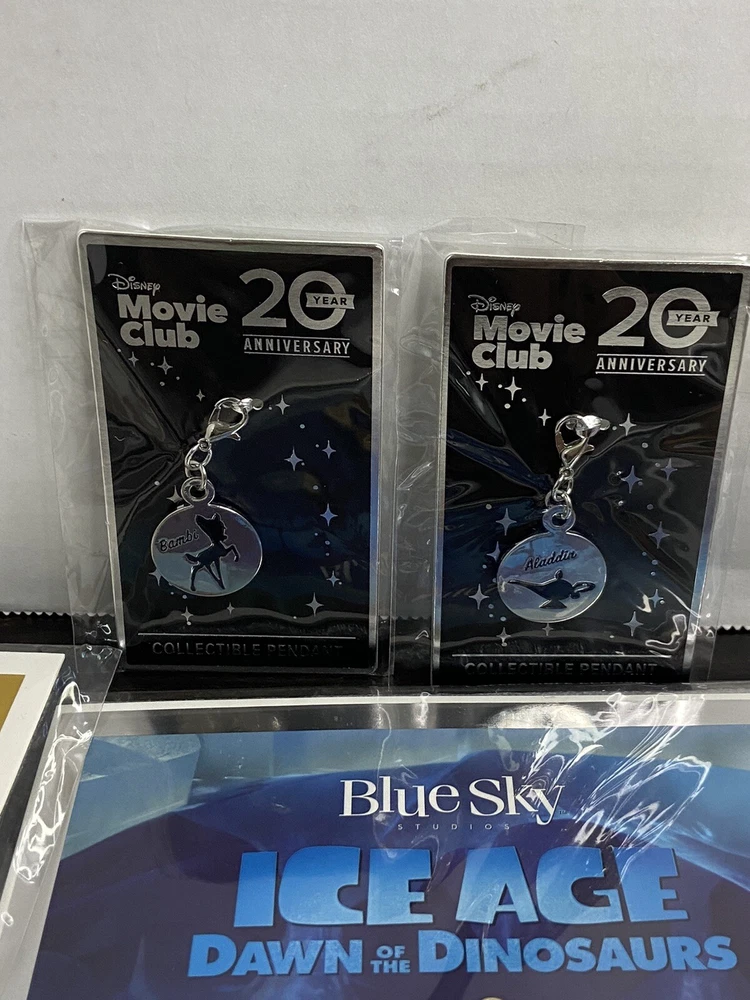 Disney
Movie
Club
20
YEAR
ANNIVERSARY
Bambi
COLLECTIBLE PENDANT
Disney
Movie
Club
20
YEAR
ANNIVERSARY
Aladdin
COLLECTIBLE PENDANT
Blue Sky
STUDIOS
ICE AGE
DAWN OF THE DINOSAURS